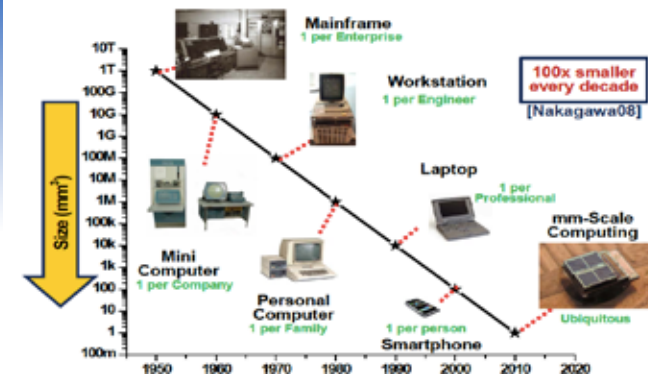 Mainframe
1 per Enterprise
Workstation
1 per Engineer
100x smaller
every decade
[Nakagawa08]
Laptop
1 per
Professional
mm-Scale
Computing
Ubiquitous
Mini
Computer
1 per Company
Personal
Computer
1 per Family
1 per person
Smartphone
Size (mm³)
10T
1T
100G
10G
1G
100M
10M
1M
100k
10k
1k
100
10
1
100m
1950
1960
1970
1980
1990
2000
2010
2020